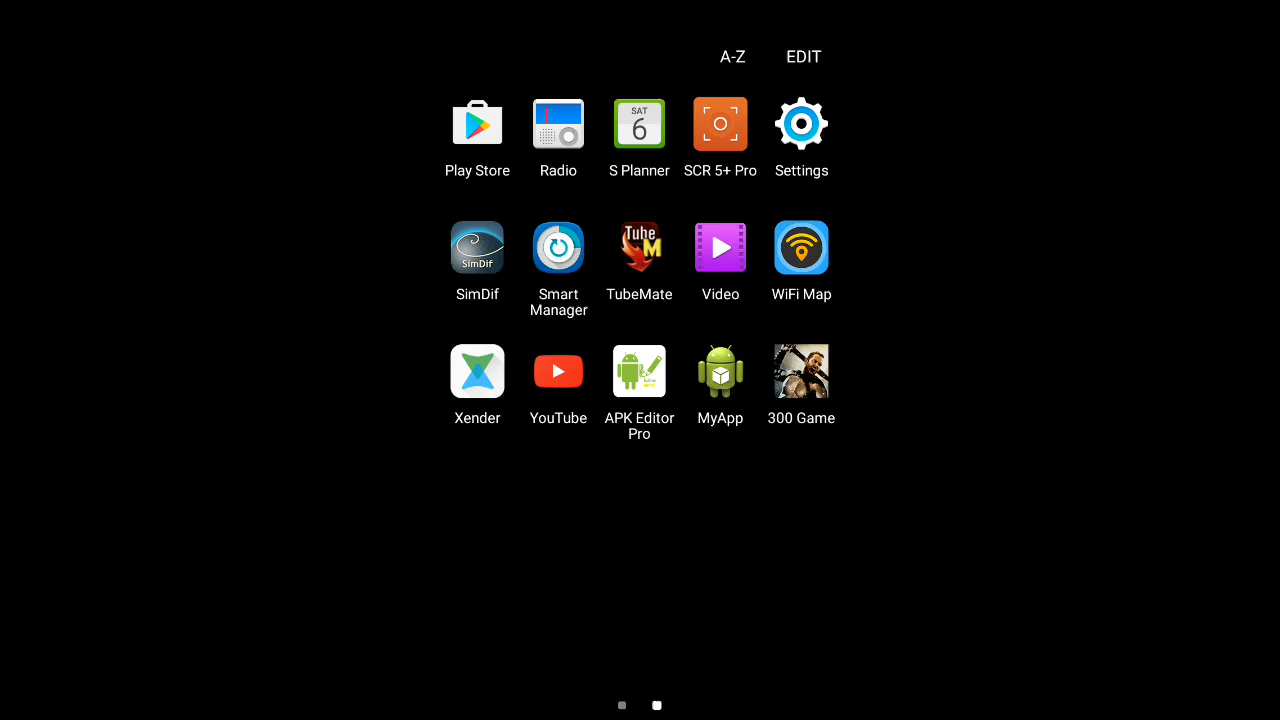 A-Z EDIT
SAT
6
Play Store Radio S Planner SCR 5+ Pro Settings
SimDif
Tube
M
SimDif Smart Manager TubeMate Video WiFi Map
Xender YouTube APK Editor Pro MyApp 300 Game